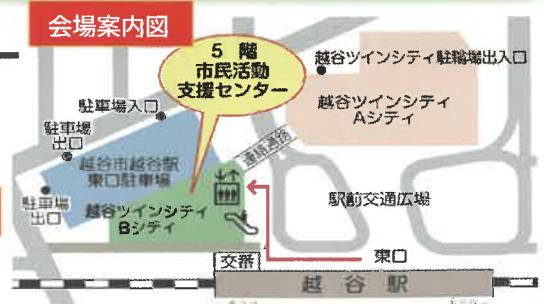 会場案内図
5 階
市民活動
支援センター
越谷ツインシティ駐輪場出入口
越谷ツインシティ
Aシティ
駐車場入口
駐車場
出口
連絡通路
越谷市越谷駅
東口駐車場
駐車場
出口
越谷ツインシティ
Bシティ
駅前交通広場
交番
東口
越谷駅